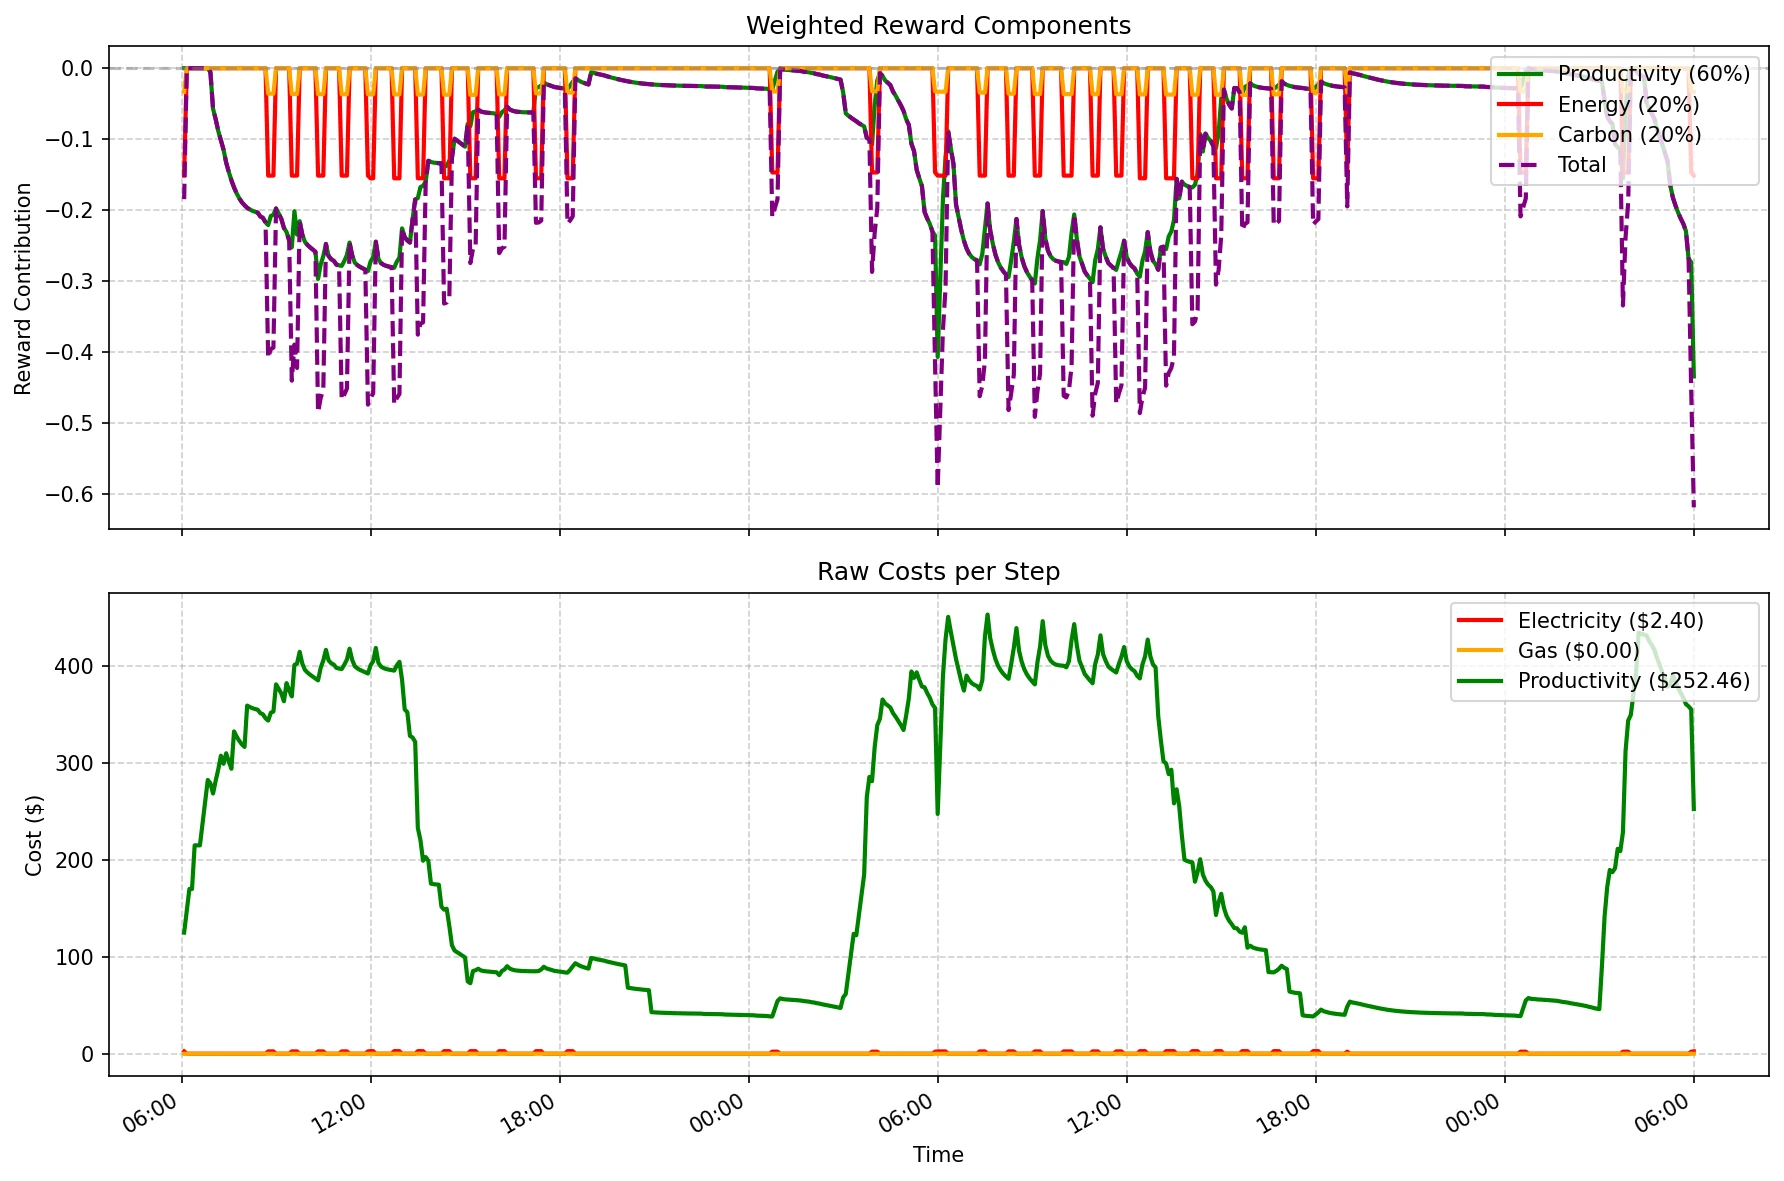 Weighted Reward Components
Reward Contribution
0.0
−0.1
−0.2
−0.3
−0.4
−0.5
−0.6
Productivity (60%)
Energy (20%)
Carbon (20%)
Total
Raw Costs per Step
Cost ($)
400
300
200
100
0
Electricity ($2.40)
Gas ($0.00)
Productivity ($252.46)
06:00
12:00
18:00
00:00
06:00
12:00
18:00
00:00
06:00
Time